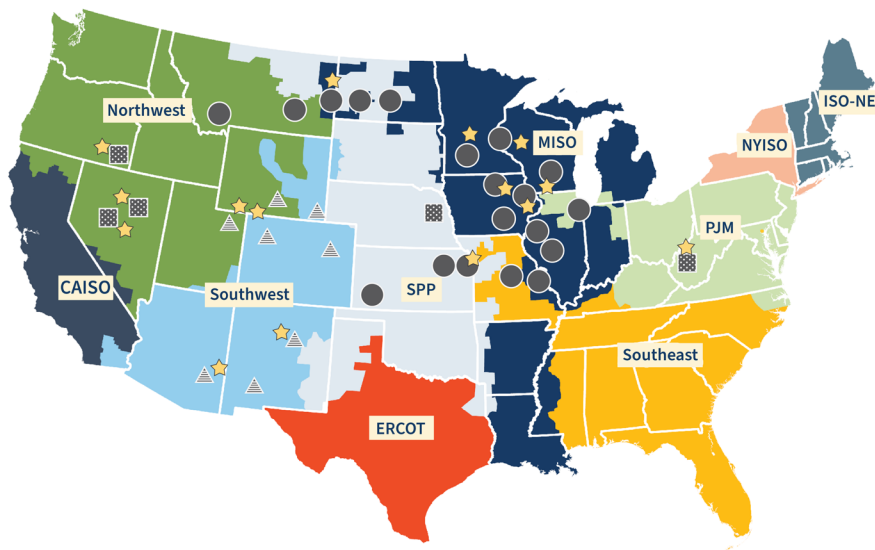 ISO-NE
Northwest
MISO
NYISO
PJM
CAISO
Southwest
SPP
Southeast
ERCOT